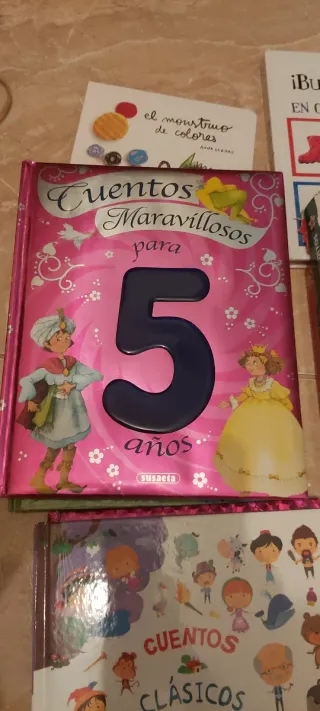 el monstruo
de colores
¡Bu
EN C
Cuentos
Maravillosos
para
5
años
susaeta
CUENTOS
CLÁSICOS